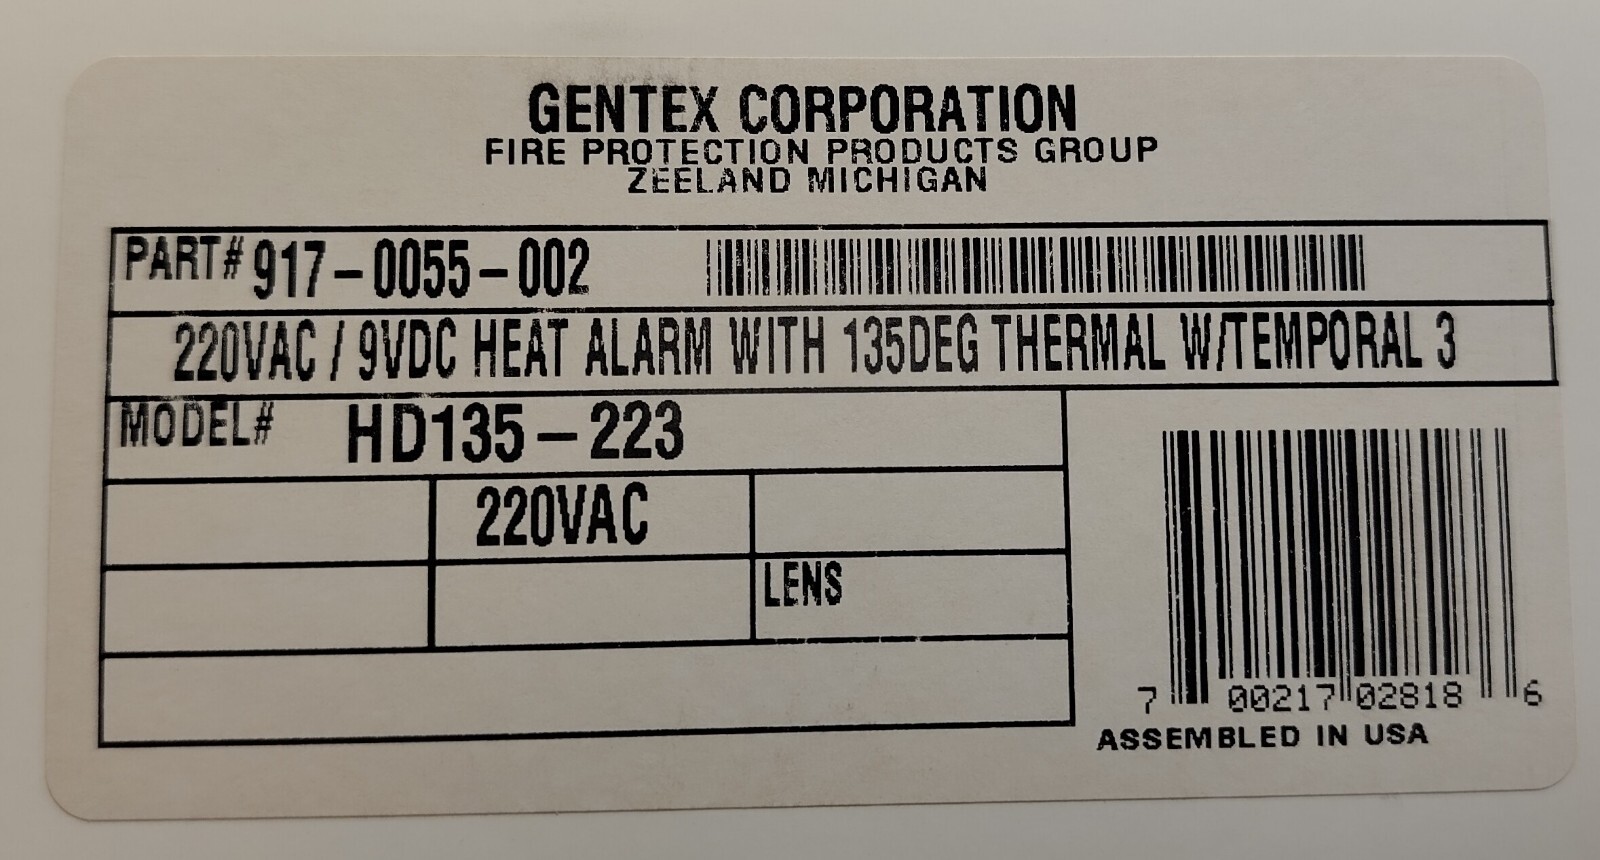 GENTEX CORPORATION
FIRE PROTECTION PRODUCTS GROUP
ZEELAND MICHIGAN
PART# 917-0055-002
220VAC / 9VDC HEAT ALARM WITH 135DEG THERMAL W/TEMPORAL 3
MODEL# HD135-223
220VAC
LENS
7 00217 02818 6
ASSEMBLED IN USA